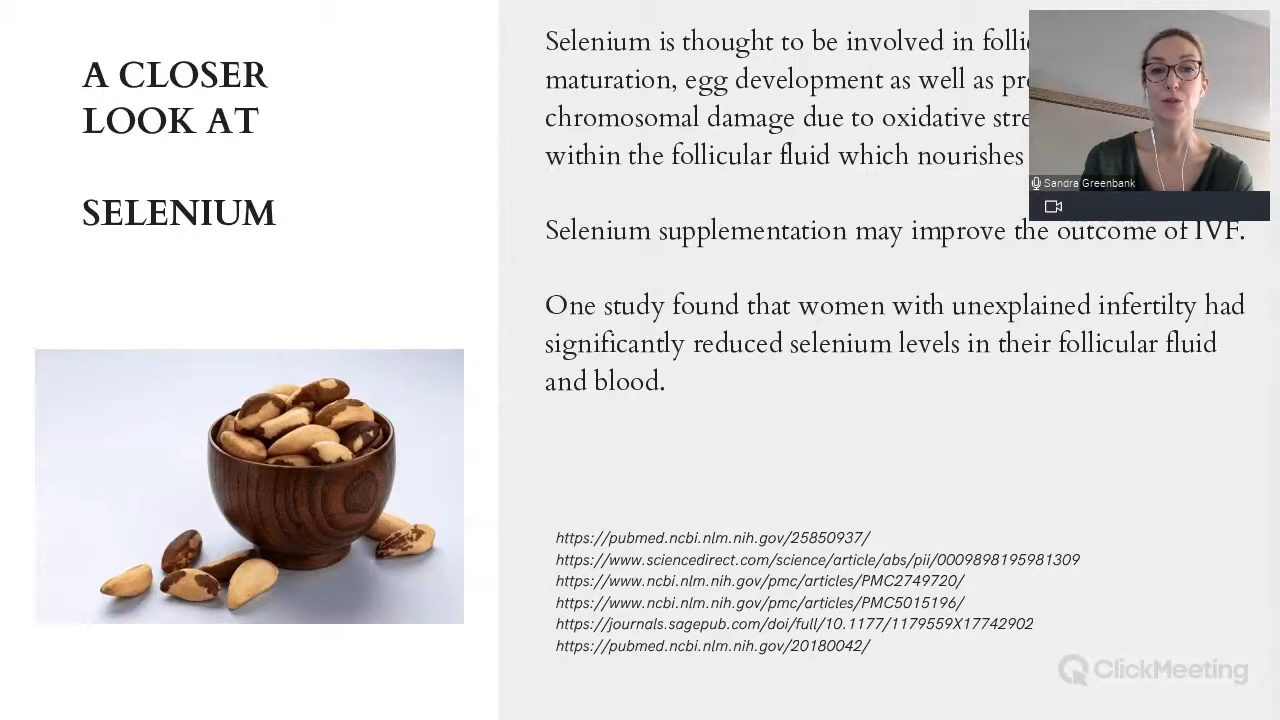 A CLOSER
LOOK AT
SELENIUM
Selenium is thought to be involved in
maturation, egg development as well as
chromosomal damage due to oxidative
within the follicular fluid which nourishes
Selenium supplementation may improve the outcome of IVF.
One study found that women with unexplained infertilty had
significantly reduced selenium levels in their follicular fluid
and blood.
https://pubmed.ncbi.nlm.nih.gov/25850937/
https://www.sciencedirect.com/science/article/abs/pii/0009898195981309
https://www.ncbi.nlm.nih.gov/pmc/articles/PMC2749720/
https://www.ncbi.nlm.nih.gov/pmc/articles/PMC5015196/
https://journals.sagepub.com/doi/full/10.1177/1179559X17742902
https://pubmed.ncbi.nlm.nih.gov/20180042/
Sandra Greenbank
ClickMeeting